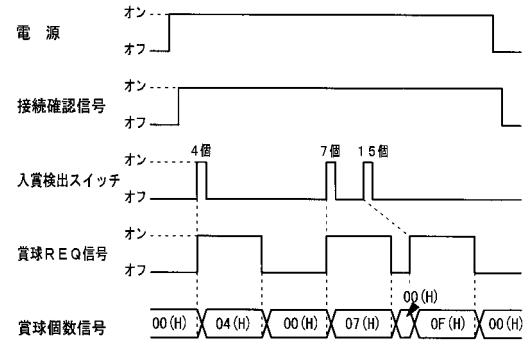 オン
電 源
オフ
オン
接続確認信号
オフ
4個 7個 15個
オン
入賞検出スイッチ
オフ
オン
賞球REQ信号
オフ
00(H)
賞球個数信号 00(H) 04(H) 00(H) 07(H) 0F(H) 00(H)